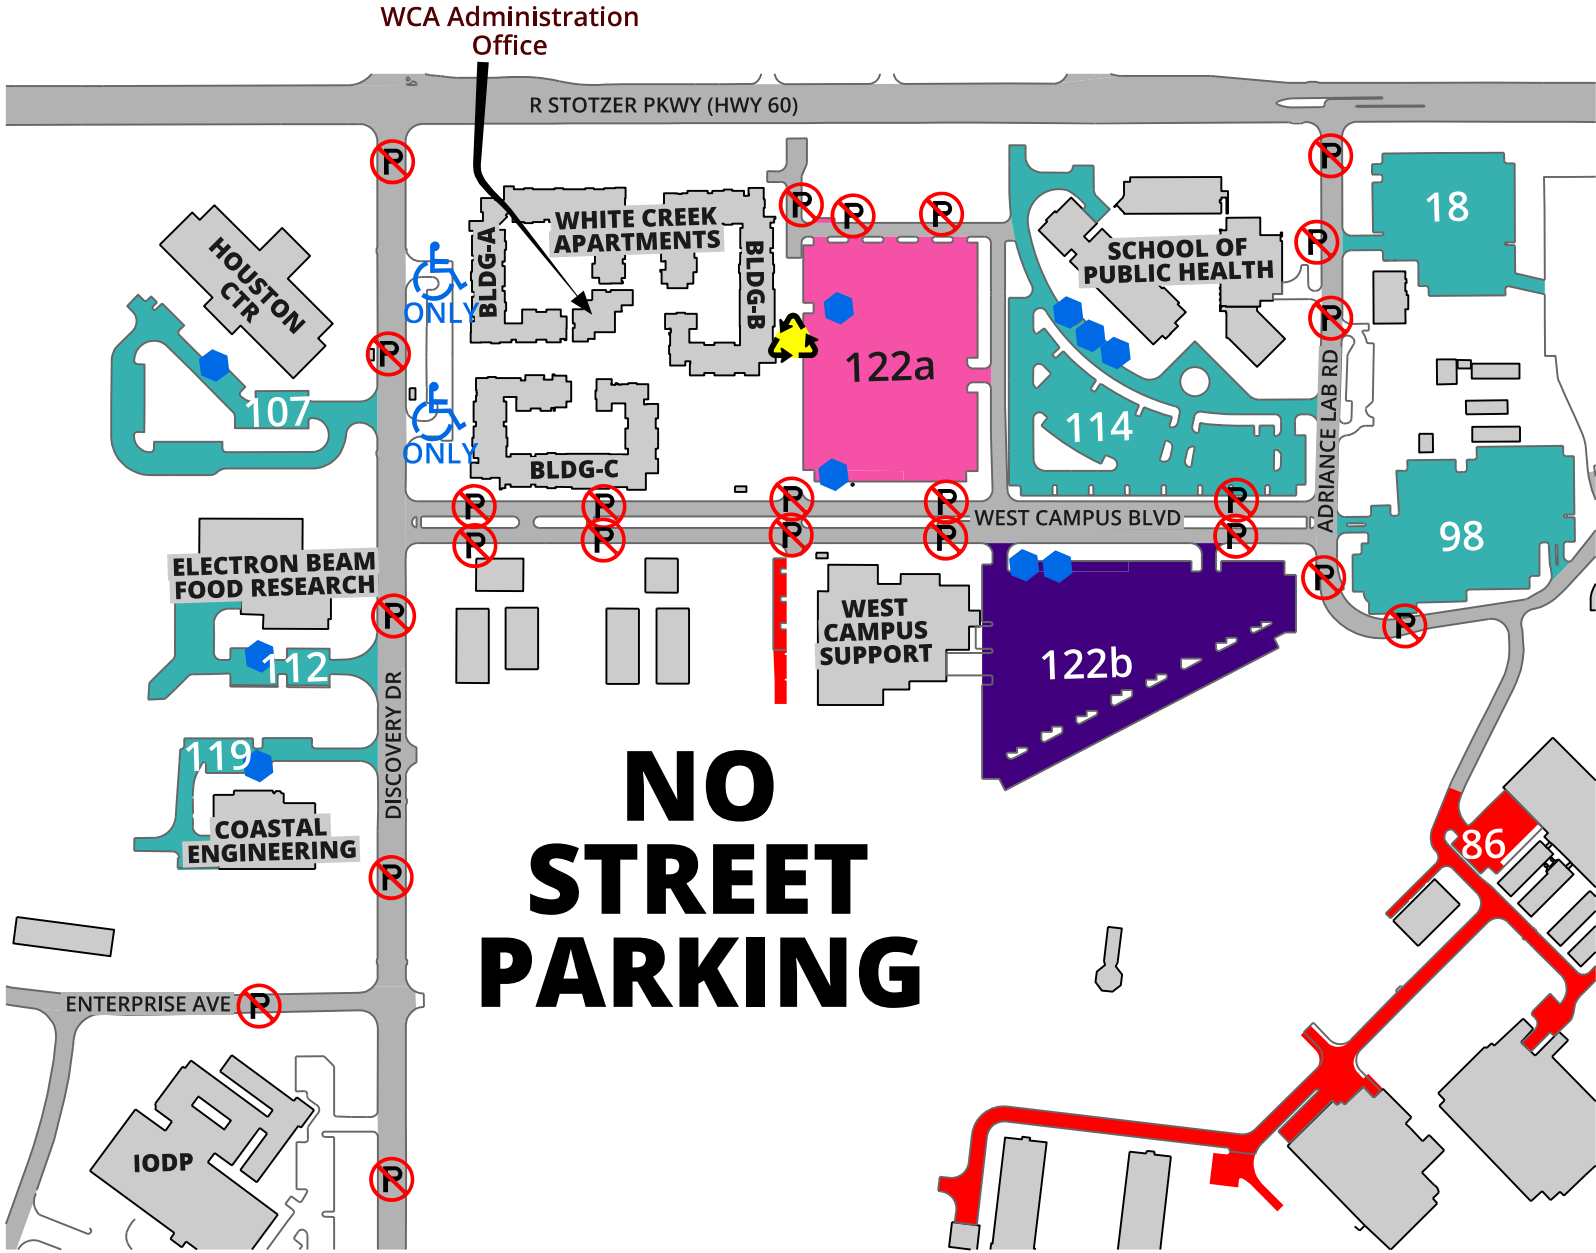 WCA Administration
Office
R STOTZER PKWY (HWY 60)
P
P
P
P
P
HOUSTON
CTR
BLDG-A
WHITE CREEK
APARTMENTS
BLDG-B
SCHOOL OF
PUBLIC HEALTH
18
P
ONLY
P
P
122a
107
114
ADRIANCE LAB RD
ONLY
BLDG-C
P
P
P
P
P
WEST CAMPUS BLVD
P
P
P
P
P
98
ELECTRON BEAM
FOOD RESEARCH
P
P
P
WEST
CAMPUS
SUPPORT
112
122b
DISCOVERY DR
119
NO
STREET
PARKING
COASTAL
ENGINEERING
86
P
ENTERPRISE AVE
P
IODP
P